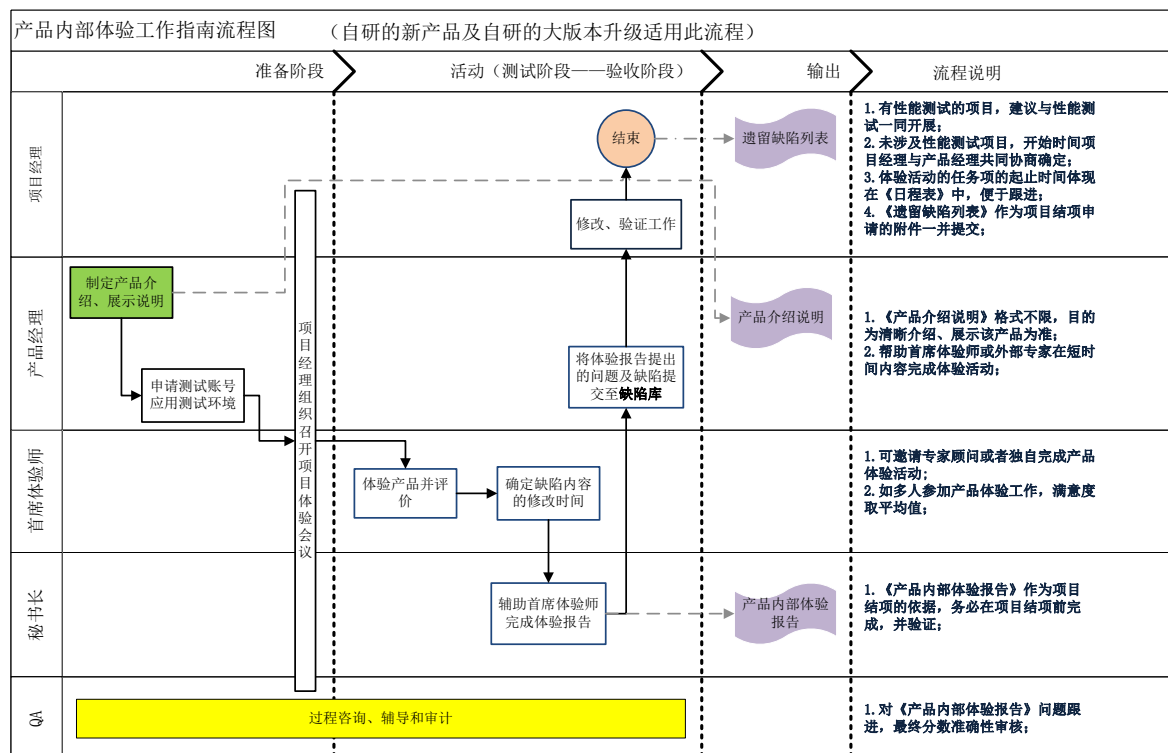 产品内部体验工作指南流程图 （自研的新产品及自研的大版本升级适用此流程）
准备阶段
活动（测试阶段——验收阶段）
输出
流程说明
项目经理
结束
遗留缺陷列表
修改、验证工作
1.有性能测试的项目，建议与性能测
试一同开展；
2.未涉及性能测试项目，开始时间项
目经理与产品经理共同协商确定；
3.体验活动的任务项的起止时间体现
在《日程表》中，便于跟进；
4.《遗留缺陷列表》作为项目结项申
请的附件一并提交；
产品经理
制定产品介
绍、展示说明
申请测试账号
应用测试环境
项目经理组织召开项目体验会议
将体验报告提出
的问题及缺陷提
交至缺陷库
产品介绍说明
1.《产品介绍说明》格式不限，目的
为清晰介绍、展示该产品为准；
2.帮助首席体验师或外部专家在短时
间内容完成体验活动；
首席体验师
体验产品并评
价
确定缺陷内容
的修改时间
1.可邀请专家顾问或者独自完成产品
体验活动；
2.如多人参加产品体验工作，满意度
取平均值；
秘书长
辅助首席体验师
完成体验报告
产品内部体验
报告
1.《产品内部体验报告》作为项目
结项的依据，务必在项目结项前完
成，并验证；
QA
过程咨询、辅导和审计
1.对《产品内部体验报告》问题跟
进，最终分数准确性审核；